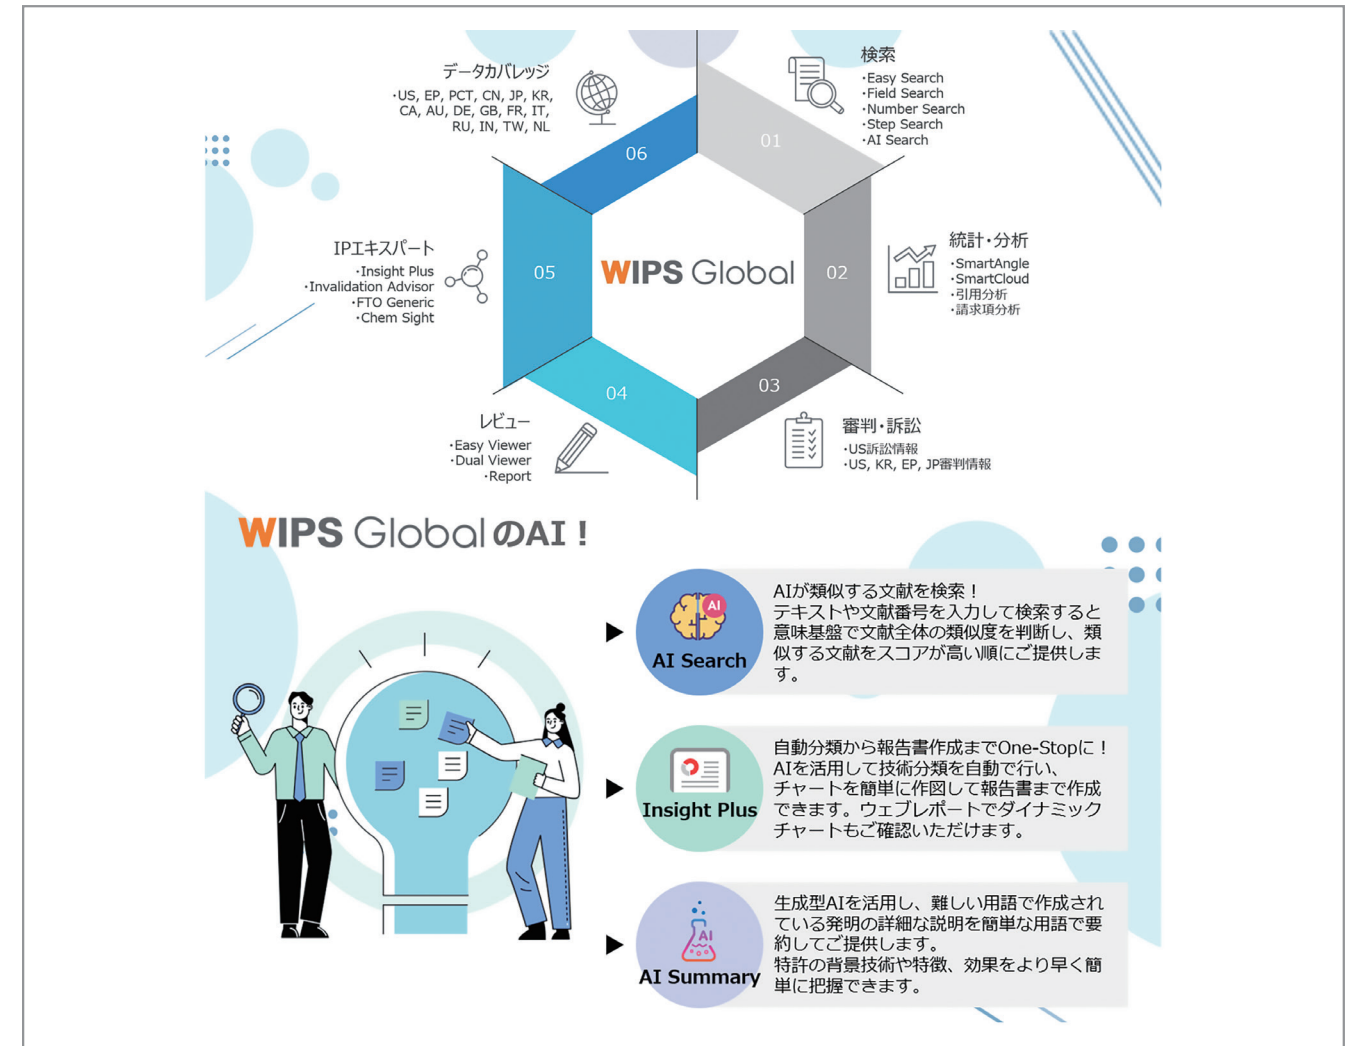 データカバレッジ
・US, EP, PCT, CN, JP, KR,
CA, AU, DE, GB, FR, IT,
RU, IN, TW, NL
06
検索
・Easy Search
・Field Search
・Number Search
・Step Search
・AI Search
01
IPエキスパート
・Insight Plus
・Invalidation Advisor
・FTO Generic
・Chem Sight
05
WIPS Global
02
統計・分析
・SmartAngle
・SmartCloud
・引用分析
・請求項分析
レビュー
・Easy Viewer
・Dual Viewer
・Report
04
03
審判・訴訟
・US訴訟情報
・US, KR, EP, JP審判情報
WIPS GlobalのAI！
AI
AI Search
AIが類似する文献を検索！
テキストや文献番号を入力して検索すると
意味基盤で文献全体の類似度を判断し、類
似する文献をスコアが高い順にご提供しま
す。
Insight Plus
自動分類から報告書作成までOne-Stopに！
AIを活用して技術分類を自動で行い、
チャートを簡単に作図して報告書まで作成
できます。ウェブレポートでダイナミック
チャートもご確認いただけます。
AI
AI Summary
生成型AIを活用し、難しい用語で作成され
ている発明の詳細な説明を簡単な用語で要
約してご提供します。
特許の背景技術や特徴、効果をより早く簡
単に把握できます。